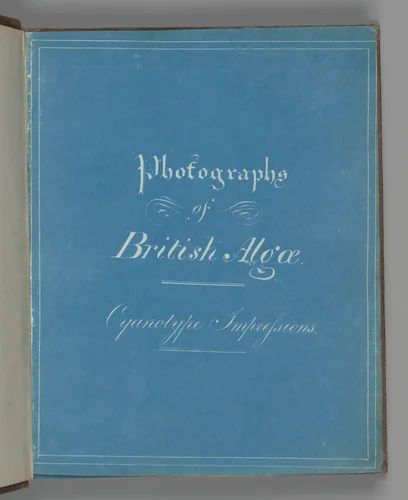 Photographs
of
British Algæ.
Cyanotype Impreſsions.